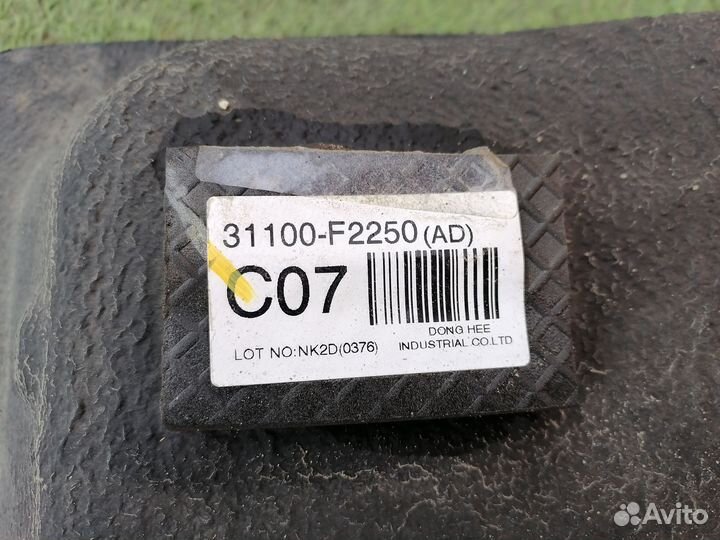 31100-F2250(AD)
C07
DONG HEE
LOT NO:NK2D(0376) INDUSTRIAL CO.LTD
Avito